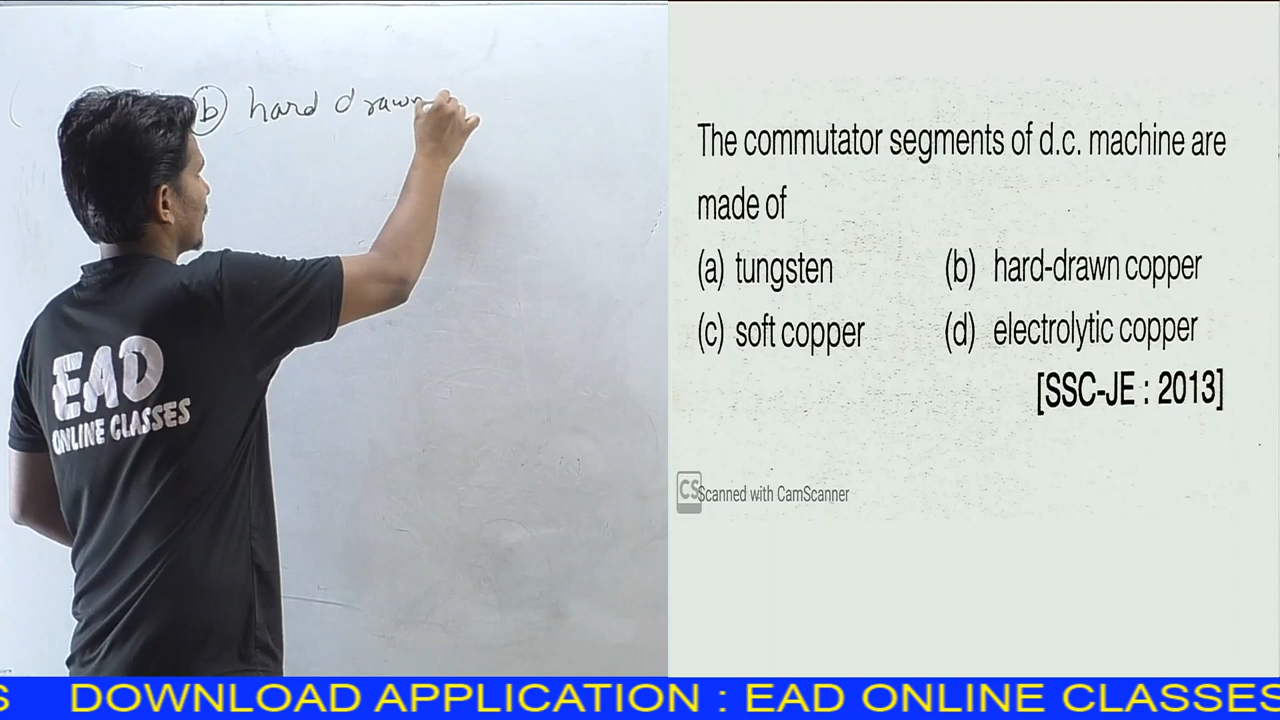 (b) hard drawn
EAD
ONLINE CLASSES
The commutator segments of d.c. machine are
made of
(a) tungsten (b) hard-drawn copper
(c) soft copper (d) electrolytic copper
[SSC-JE : 2013]
CS Scanned with CamScanner
S DOWNLOAD APPLICATION : EAD ONLINE CLASSES